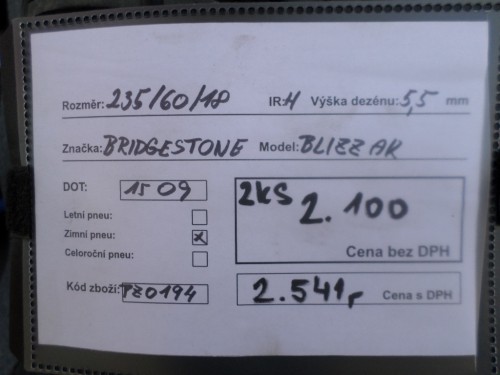 Rozměr: 235/60/18 IR: H Výška dezénu: 5,5 mm
Značka: BRIDGESTONE Model: BLIZZAK
DOT: 1509
Letní pneu:
Zimní pneu: x
Celoroční pneu:
2KS 2.100
Cena bez DPH
Kód zboží: PZ0194
2.541,- Cena s DPH